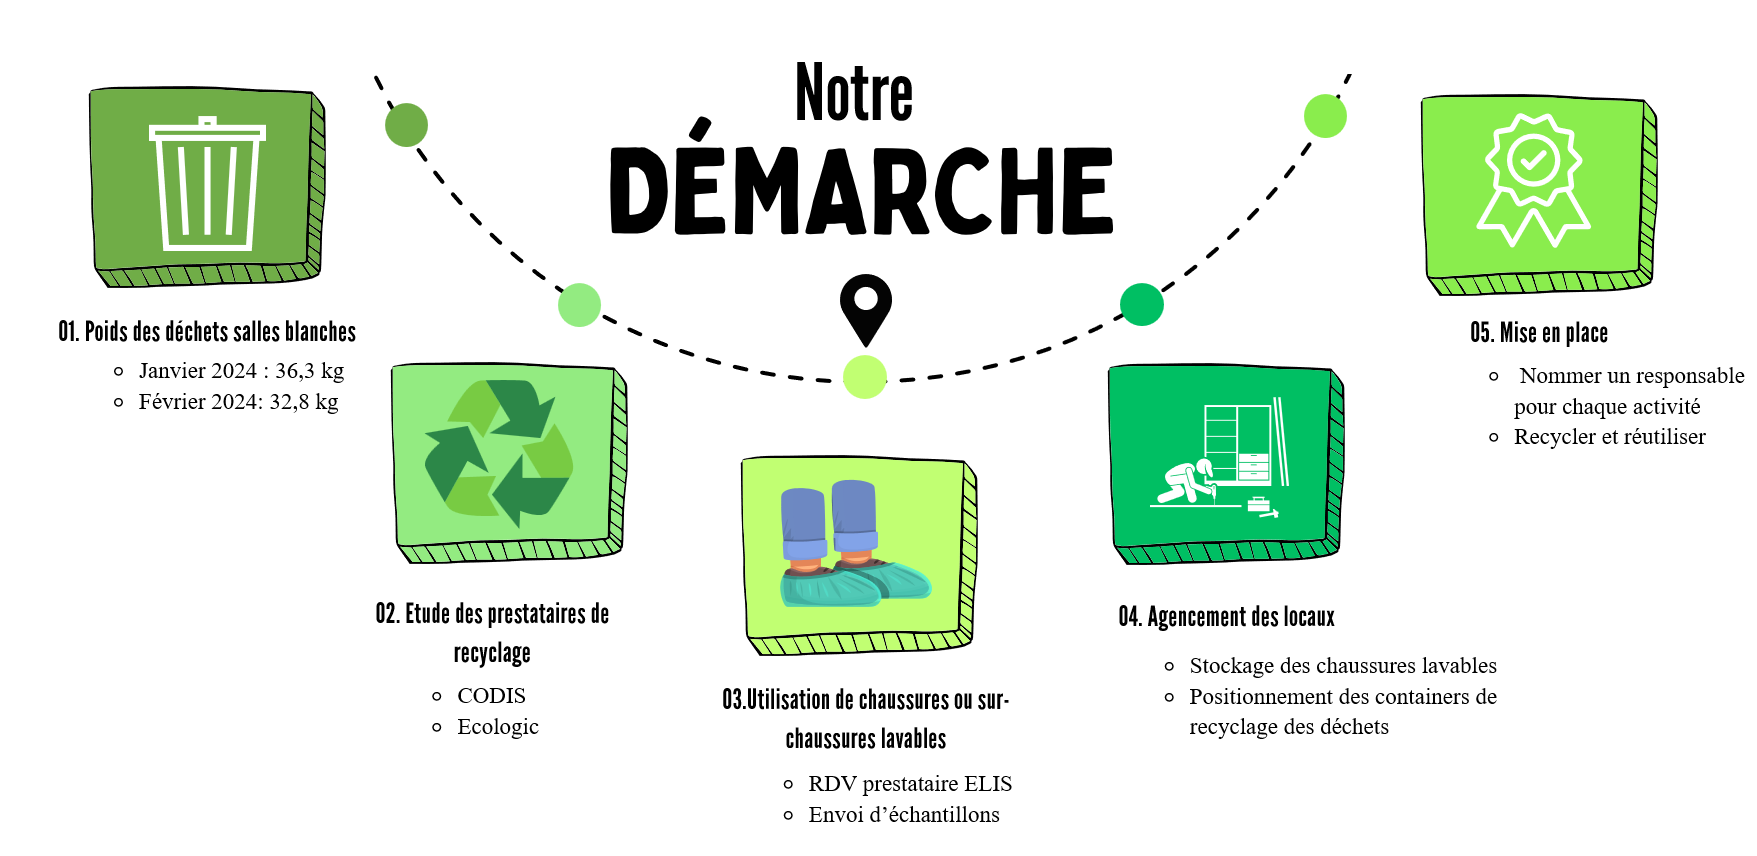 Notre
DÉMARCHE
01. Poids des déchets salles blanches
Janvier 2024 : 36,3 kg
Février 2024: 32,8 kg
02. Etude des prestataires de
recyclage
CODIS
Ecologic
03.Utilisation de chaussures ou sur-
chaussures lavables
RDV prestataire ELIS
Envoi d’échantillons
04. Agencement des locaux
Stockage des chaussures lavables
Positionnement des containers de
recyclage des déchets
05. Mise en place
Nommer un responsable
pour chaque activité
Recycler et réutiliser